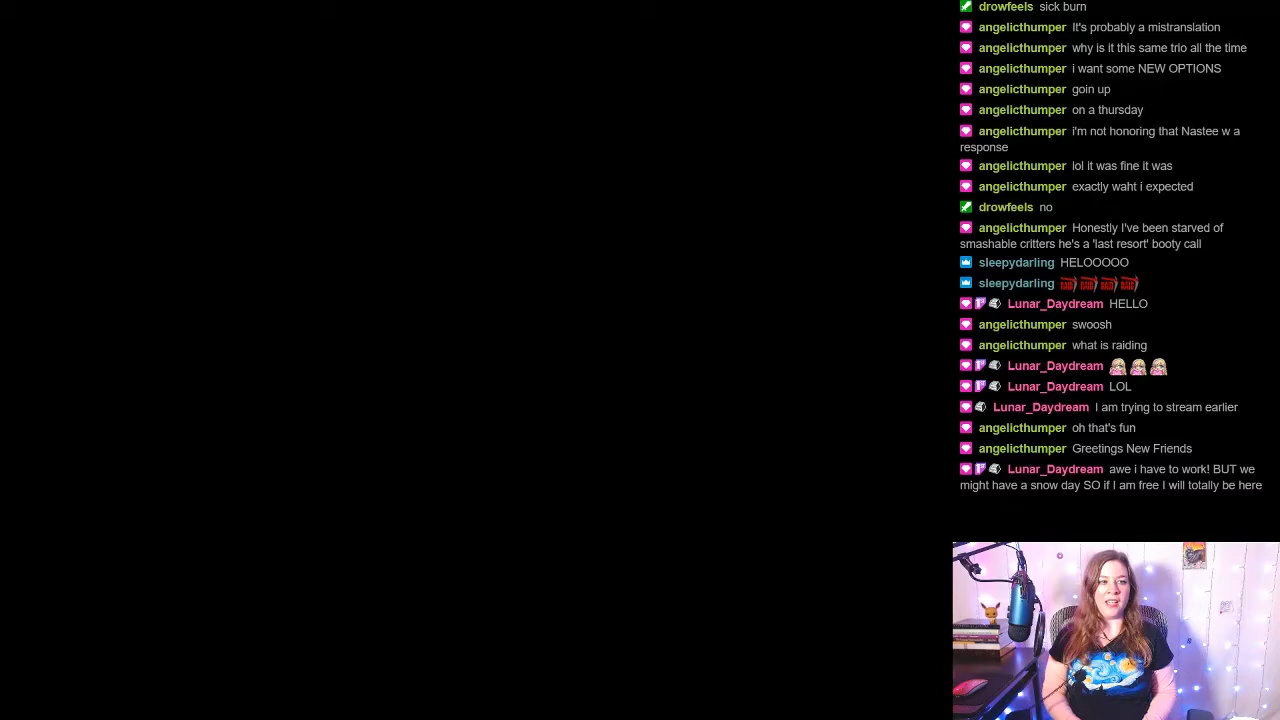 drowfeels sick burn
angelicthumper It's probably a mistranslation
angelicthumper why is it this same trio all the time
angelicthumper i want some NEW OPTIONS
angelicthumper goin up
angelicthumper on a thursday
angelicthumper i'm not honoring that Nastee w a
response
angelicthumper lol it was fine it was
angelicthumper exactly waht i expected
drowfeels no
angelicthumper Honestly I've been starved of
smashable critters he's a 'last resort' booty call
sleepydarling HELOOOOO
sleepydarling RAID RAID RAID RAID
Lunar_Daydream HELLO
angelicthumper swoosh
angelicthumper what is raiding
Lunar_Daydream
Lunar_Daydream LOL
Lunar_Daydream I am trying to stream earlier
angelicthumper oh that's fun
angelicthumper Greetings New Friends
Lunar_Daydream awe i have to work! BUT we
might have a snow day SO if I am free I will totally be here